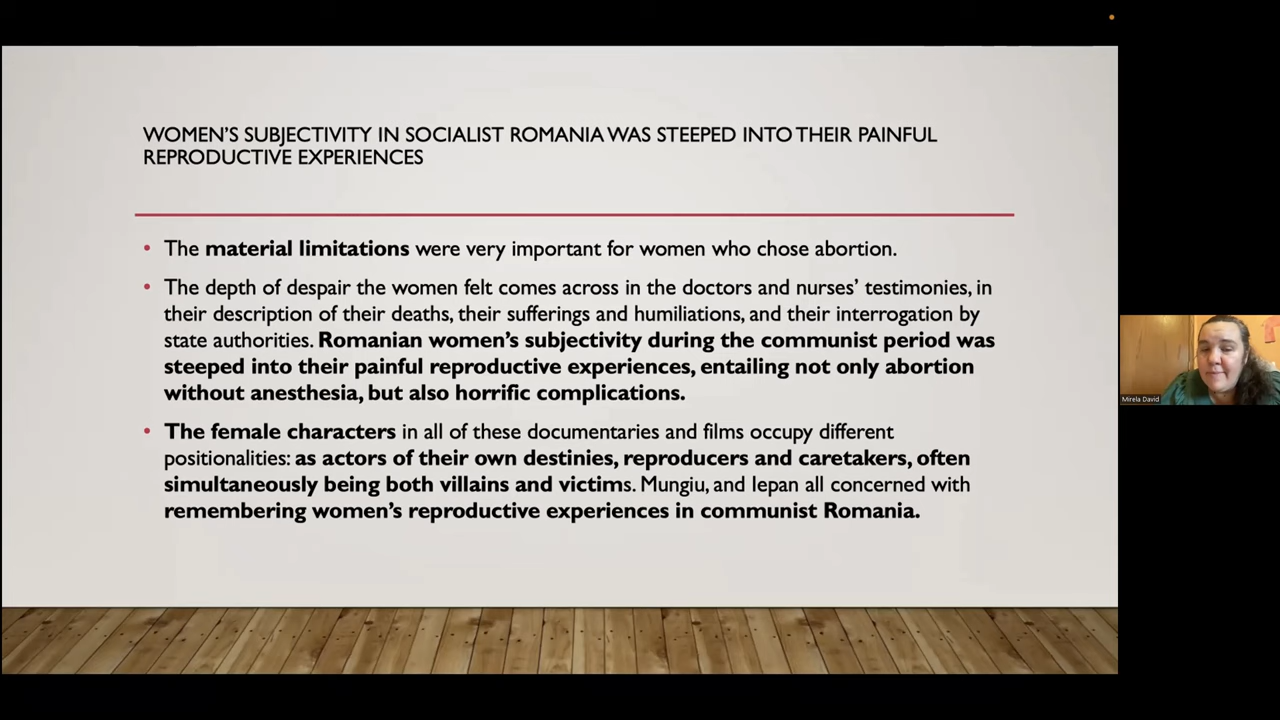 WOMEN'S SUBJECTIVITY IN SOCIALIST ROMANIA WAS STEEPED INTO THEIR PAINFUL
REPRODUCTIVE EXPERIENCES
• The material limitations were very important for women who chose abortion.
• The depth of despair the women felt comes across in the doctors and nurses' testimonies, in
their description of their deaths, their sufferings and humiliations, and their interrogation by
state authorities. Romanian women's subjectivity during the communist period was
steeped into their painful reproductive experiences, entailing not only abortion
without anesthesia, but also horrific complications.
• The female characters in all of these documentaries and films occupy different
positionalities: as actors of their own destinies, reproducers and caretakers, often
simultaneously being both villains and victims. Mungiu, and Iepan all concerned with
remembering women's reproductive experiences in communist Romania.
Mirela David